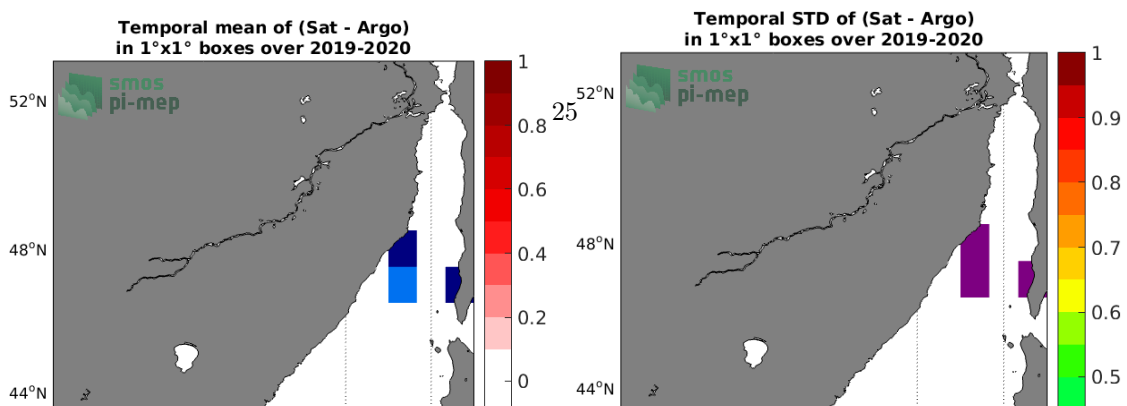 Temporal mean of (Sat - Argo)
in 1°x1° boxes over 2019-2020
smos
pi-mep
52°N
48°N
44°N
1
0.8
0.6
0.4
0.2
0
25
Temporal STD of (Sat - Argo)
in 1°x1° boxes over 2019-2020
smos
pi-mep
52°N
48°N
44°N
1
0.9
0.8
0.7
0.6
0.5